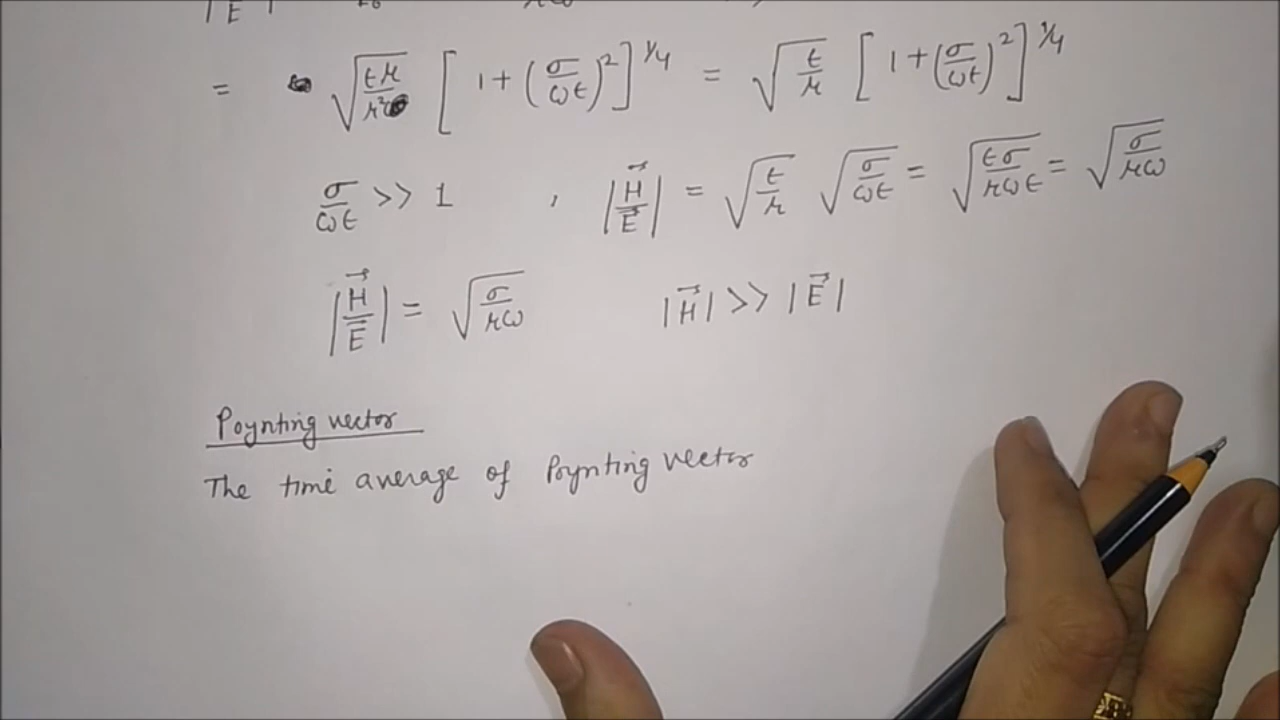 = √(εμ/μ²) [1 + (σ/ωε)²]^1/4 = √(ε/μ) [1 + (σ/ωε)²]^1/4
σ/ωε >> 1 , |H⃗/E⃗| = √(ε/μ) √(σ/ωε) = √(εσ/μωε) = √(σ/μω)
|H⃗/E⃗| = √(σ/μω) |H⃗| >> |E⃗|
Poynting vector
The time average of Poynting vector